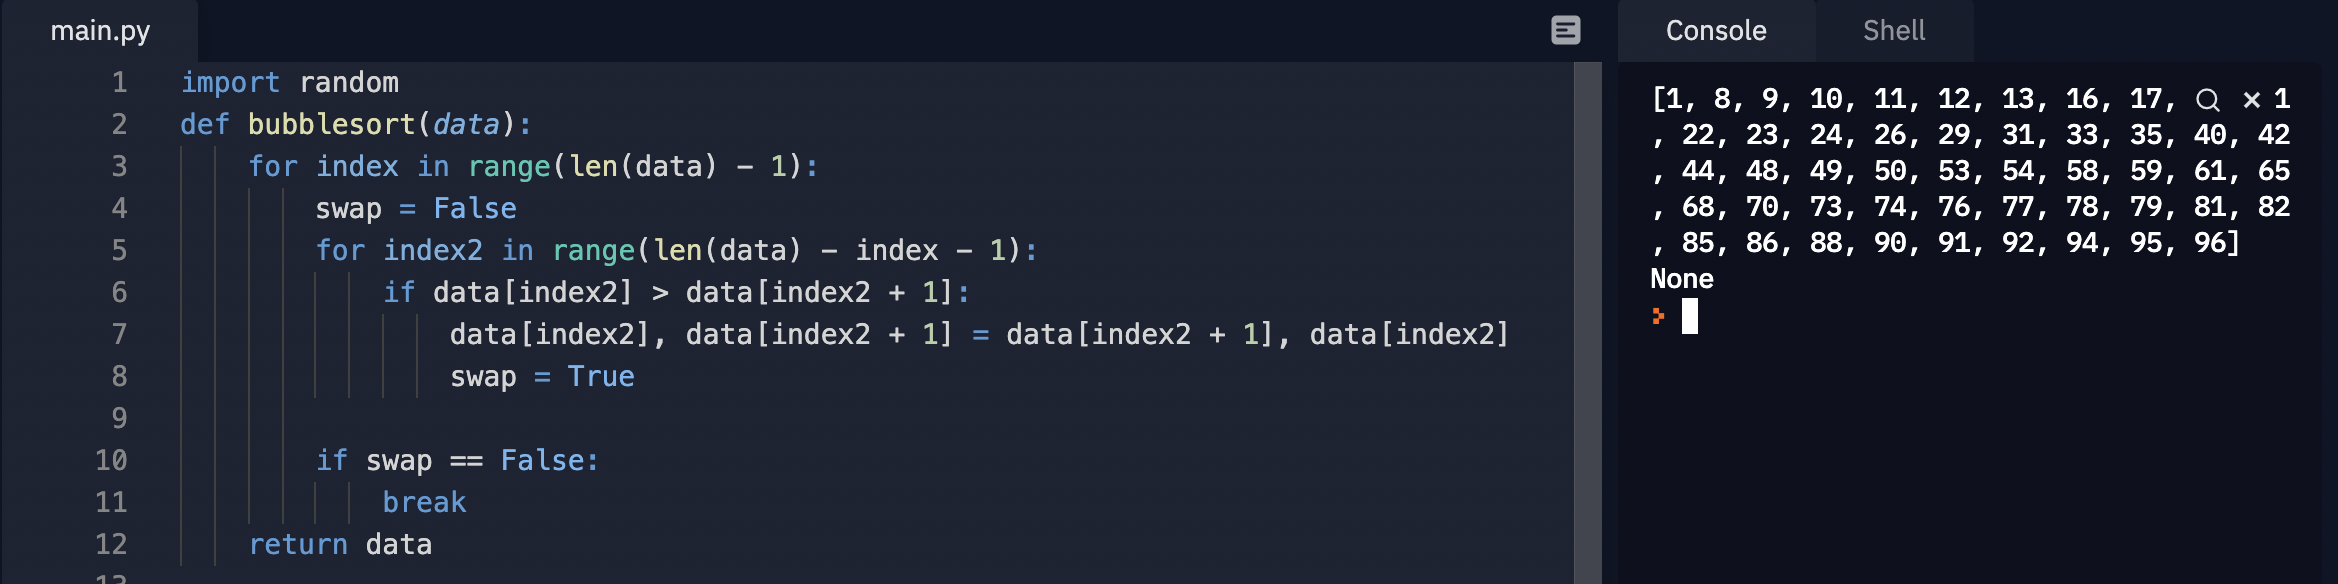 main.py
1 import random
2 def bubblesort(data):
3 for index in range(len(data) - 1):
4 swap = False
5 for index2 in range(len(data) - index - 1):
6 if data[index2] > data[index2 + 1]:
7 data[index2], data[index2 + 1] = data[index2 + 1], data[index2]
8 swap = True
9
10 if swap == False:
11 break
12 return data
13
Console Shell
[1, 8, 9, 10, 11, 12, 13, 16, 17, × 1
, 22, 23, 24, 26, 29, 31, 33, 35, 40, 42
, 44, 48, 49, 50, 53, 54, 58, 59, 61, 65
, 68, 70, 73, 74, 76, 77, 78, 79, 81, 82
, 85, 86, 88, 90, 91, 92, 94, 95, 96]
None